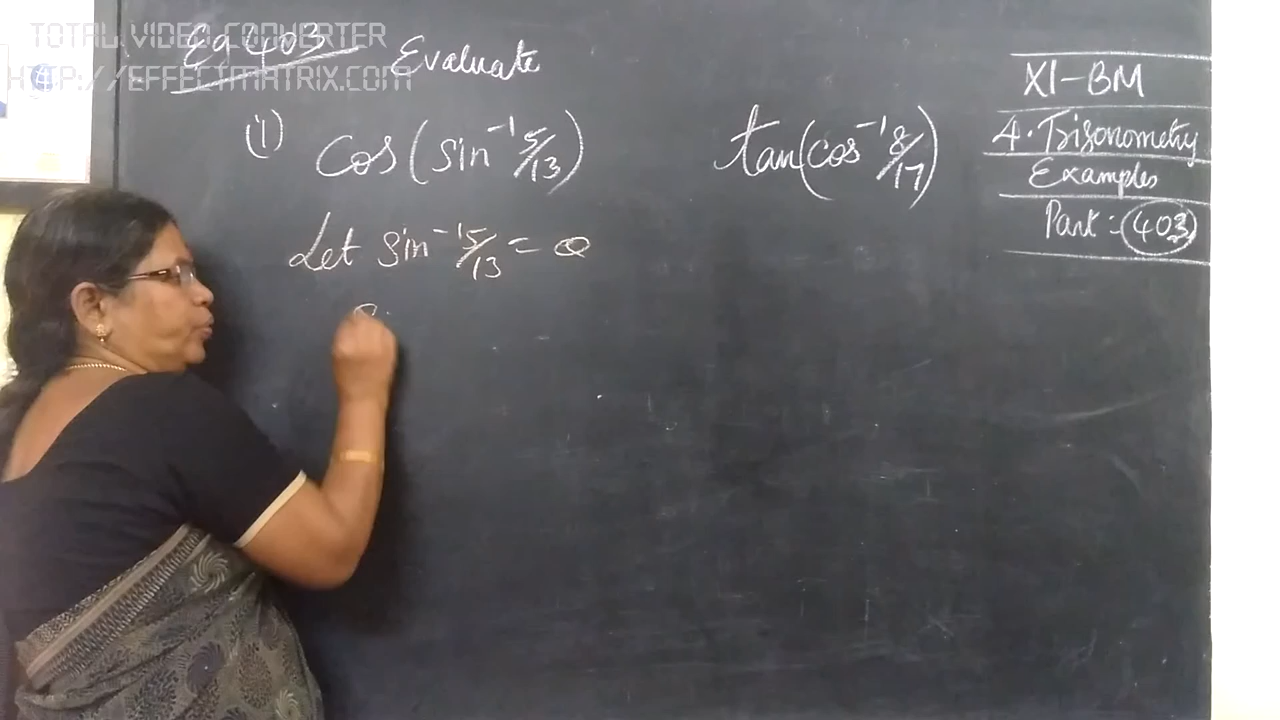 TOTAL VIDEO CONVERTER
HTTP://EFFECTMATRIX.COM
Eg 403 Evaluate
(1) Cos(Sin⁻¹ 5/13)
tan(cos⁻¹ 8/17)
Let Sin⁻¹ 5/13 = θ
XI-BM
4. Trigonometry
Examples
Part : 403